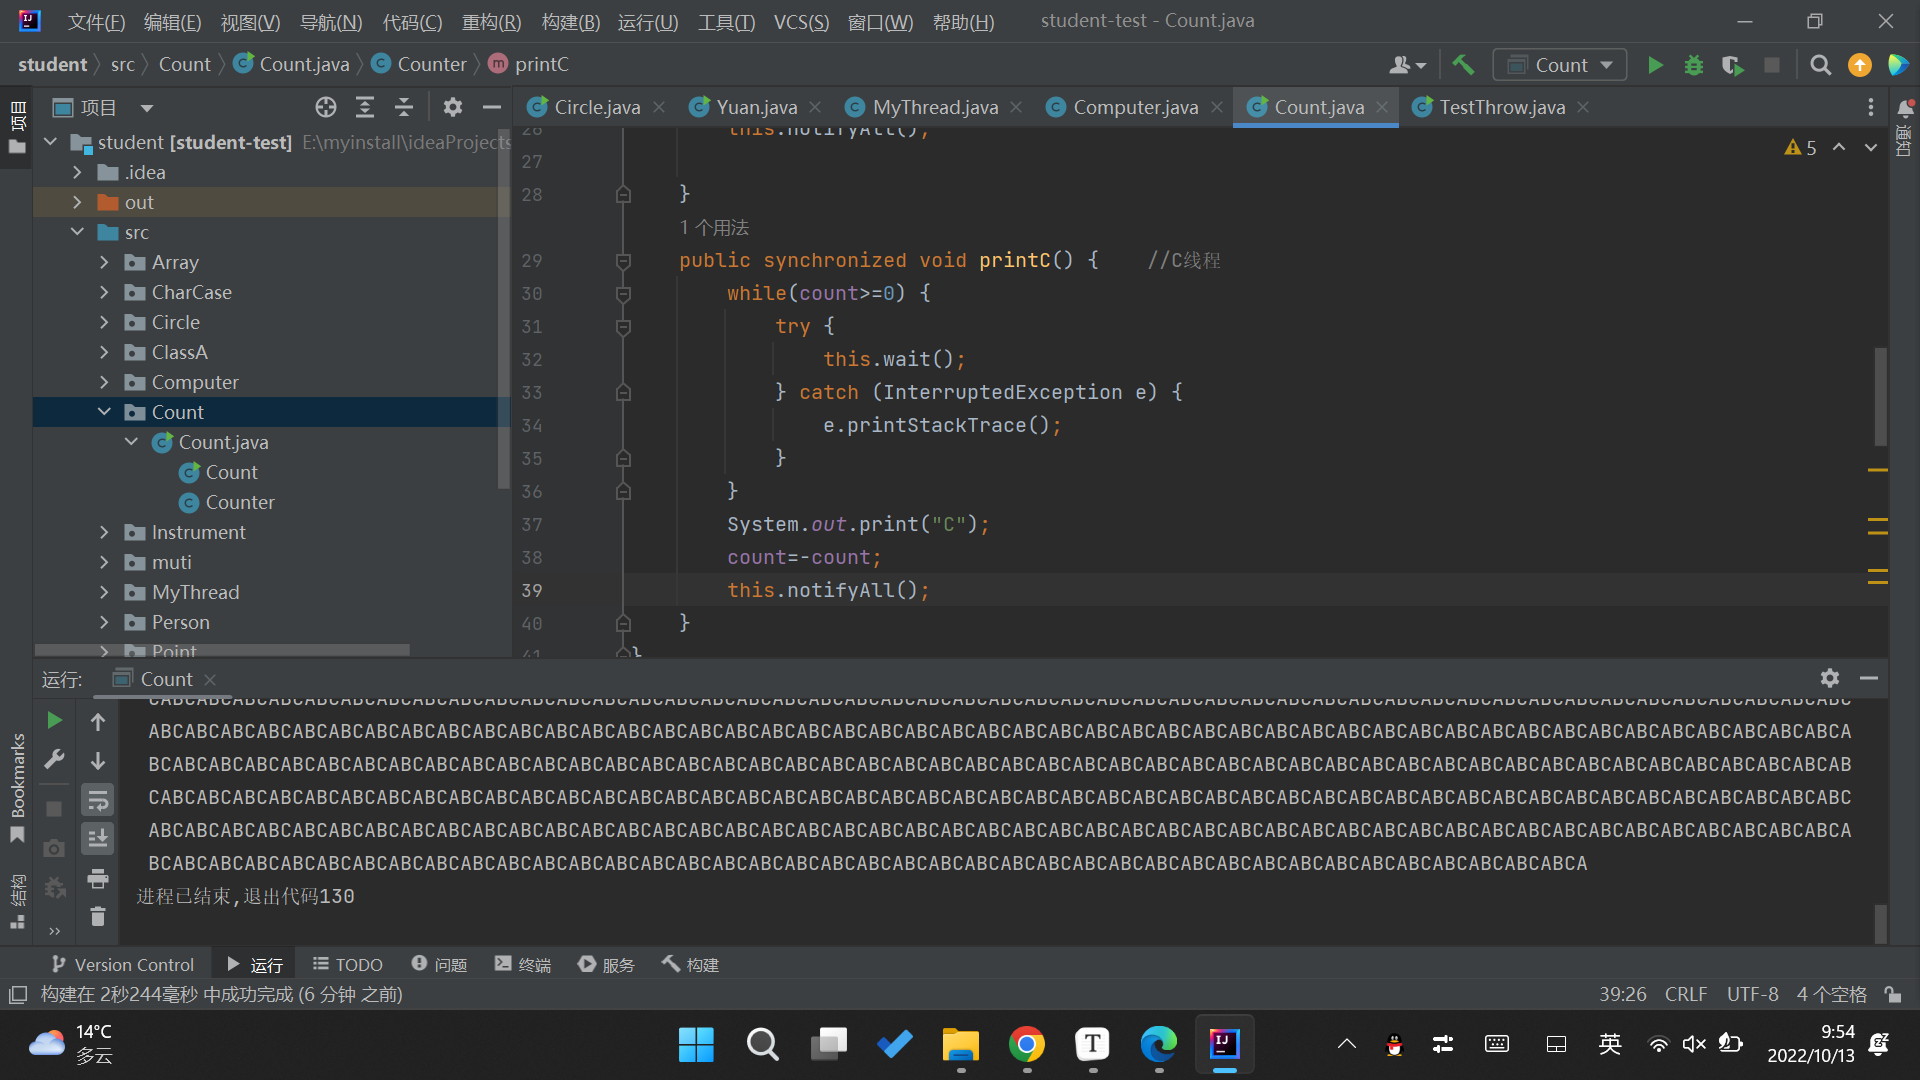 文件(F) 编辑(E) 视图(V) 导航(N) 代码(C) 重构(R) 构建(B) 运行(U) 工具(T) VCS(S) 窗口(W) 帮助(H) student-test - Count.java
student src Count Count.java Counter printC
Count
项目
项目
Circle.java Yuan.java MyThread.java Computer.java Count.java TestThrow.java
通知
student [student-test] E:\myinstall\ideaProjects
.idea
out
src
Array
CharCase
Circle
ClassA
Computer
Count
Count.java
Count
Counter
Instrument
muti
MyThread
Person
Point
5
26 this.notifyAll();
27
28 }
1 个用法
29 public synchronized void printC() { //C线程
30 while(count>=0) {
31 try {
32 this.wait();
33 } catch (InterruptedException e) {
34 e.printStackTrace();
35 }
36 }
37 System.out.print("C");
38 count=-count;
39 this.notifyAll();
40 }
41 }
运行: Count
ABCABCABCABCABCABCABCABCABCABCABCABCABCABCABCABCABCABCABCABCABCABCABCABCABCABCABCABCABCABCABCABCABCABCABCABCABCABCABCABCABCABCABCABCABCABCABCA
BCABCABCABCABCABCABCABCABCABCABCABCABCABCABCABCABCABCABCABCABCABCABCABCABCABCABCABCABCABCABCABCABCABCABCABCABCABCABCABCABCABCABCABCABCABCABCAB
CABCABCABCABCABCABCABCABCABCABCABCABCABCABCABCABCABCABCABCABCABCABCABCABCABCABCABCABCABCABCABCABCABCABCABCABCABCABCABCABCABCABCABCABCABCABCABC
ABCABCABCABCABCABCABCABCABCABCABCABCABCABCABCABCABCABCABCABCABCABCABCABCABCABCABCABCABCABCABCABCABCABCABCABCABCABCABCABCABCABCABCABCABCABCABCA
BCABCABCABCABCABCABCABCABCABCABCABCABCABCABCABCABCABCABCABCABCABCABCABCABCABCABCABCABCABCABCABCABCABCABCABCABCABCABCABCA
进程已结束,退出代码130
Bookmarks
结构
Version Control 运行 TODO 问题 终端 服务 构建
构建在 2秒244毫秒 中成功完成 (6 分钟 之前) 39:26 CRLF UTF-8 4 个空格
14°C
多云
英
9:54
2022/10/13